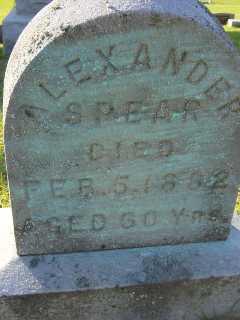 ALEXANDER
SPEAR
DIED
FEB. 5. 1882
AGED 60 Yrs.